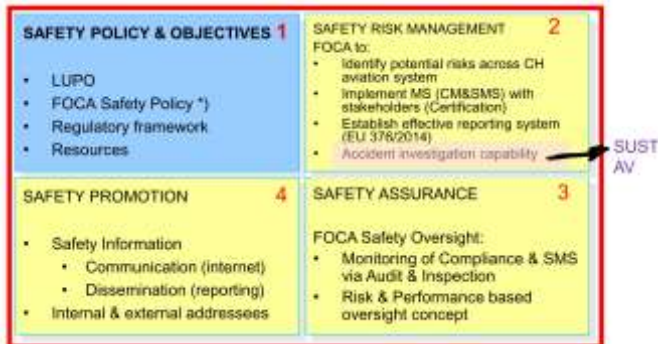 SAFETY POLICY & OBJECTIVES 1
• LUPO
• FOCA Safety Policy *)
• Regulatory framework
• Resources
SAFETY RISK MANAGEMENT 2
FOCA to:
• Identify potential risks across CH
aviation system
• Implement MS (CM&SMS) with
stakeholders (Certification)
• Establish effective reporting system
(EU 376/2014)
• Accident investigation capability
SUST
AV
SAFETY PROMOTION 4
• Safety Information
• Communication (internet)
• Dissemination (reporting)
• Internal & external addressees
SAFETY ASSURANCE 3
FOCA Safety Oversight:
• Monitoring of Compliance & SMS
via Audit & Inspection
• Risk & Performance based
oversight concept